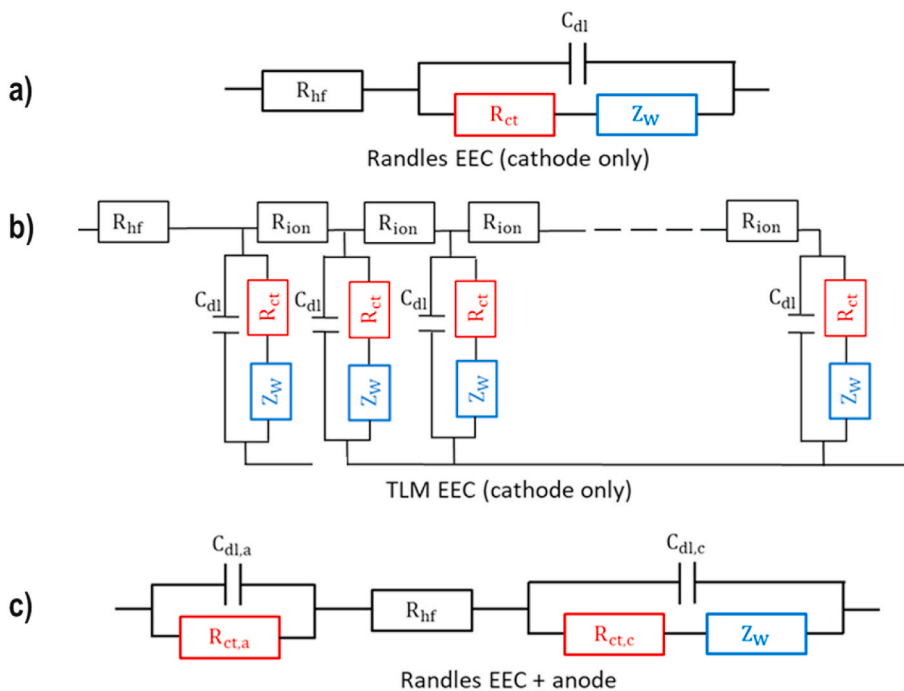 a)
C_dl
R_hf
R_ct
Z_W
Randles EEC (cathode only)
b)
R_hf
R_ion
R_ion
R_ion
R_ion
C_dl
R_ct
Z_W
C_dl
R_ct
Z_W
C_dl
R_ct
Z_W
C_dl
R_ct
Z_W
TLM EEC (cathode only)
c)
C_dl,a
R_ct,a
R_hf
C_dl,c
R_ct,c
Z_W
Randles EEC + anode